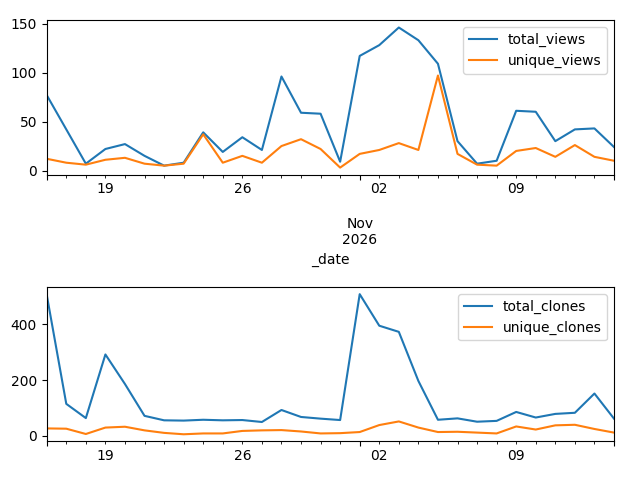 150
100
50
0
total_views
unique_views
19
26
02
09
Nov
2026
_date
400
200
0
total_clones
unique_clones
19
26
02
09